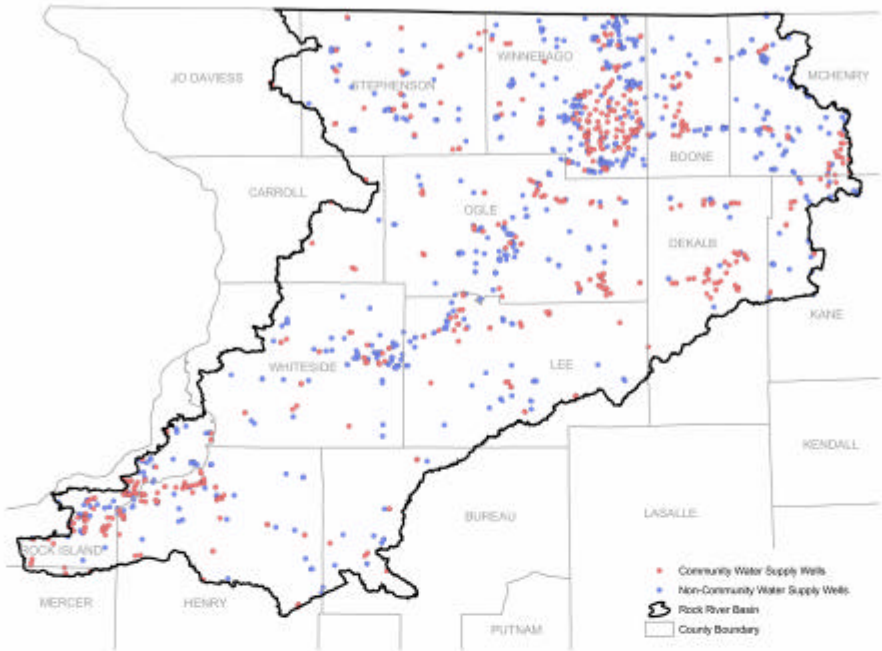 WINNEBAGO
JO DAVIESS
MCHENRY
STEPHENSON
BOONE
CARROLL
OGLE
DEKALB
KANE
WHITESIDE
LEE
KENDALL
BUREAU
LASALLE
ROCK ISLAND
MERCER
HENRY
PUTNAM
Community Water Supply Wells
Non-Community Water Supply Wells
Rock River Basin
County Boundary